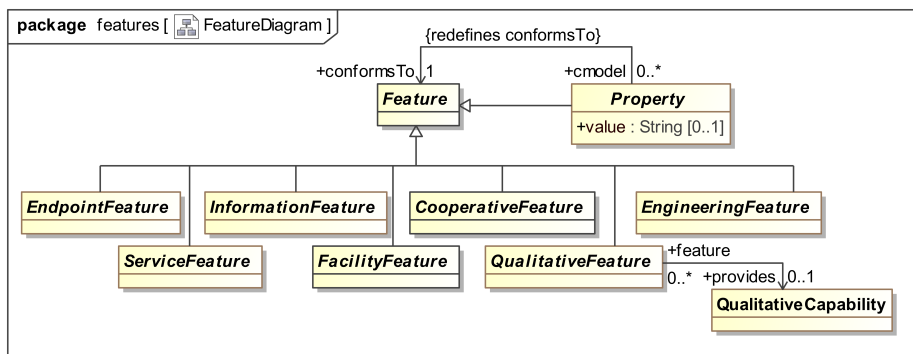 package features [ FeatureDiagram ]
{redefines conformsTo}
+conformsTo 1
+cmodel 0..*
Feature
Property
+value : String [0..1]
EndpointFeature
InformationFeature
CooperativeFeature
EngineeringFeature
ServiceFeature
FacilityFeature
QualitativeFeature
+feature
0..*
+provides 0..1
QualitativeCapability